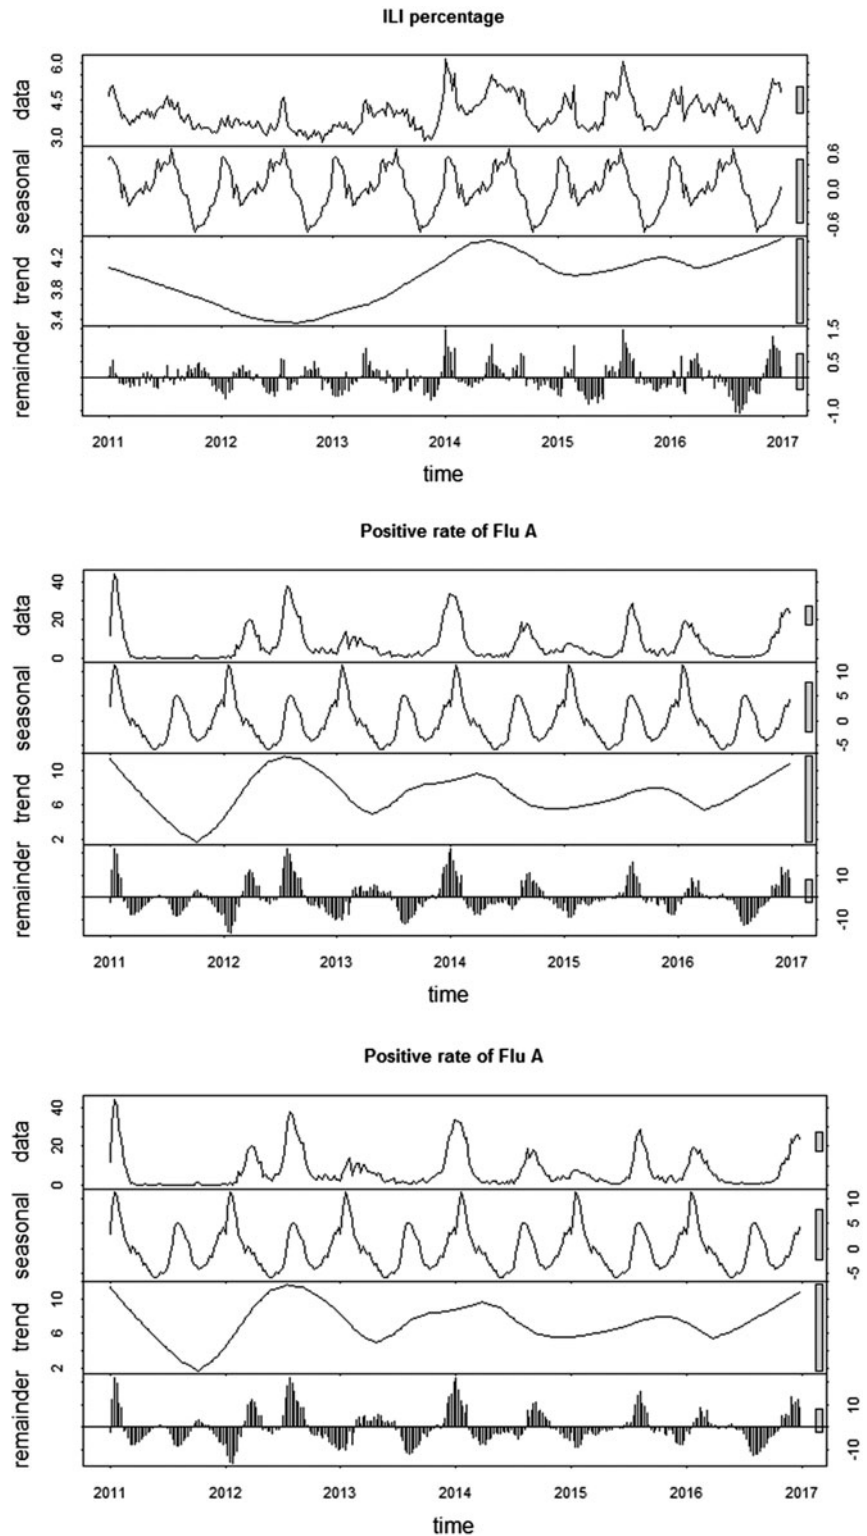 ILI percentage
data
3.0 4.5 6.0
seasonal
-0.6 0.0 0.6
trend
3.4 3.8 4.2
remainder
-1.0 0.5 1.5
2011 2012 2013 2014 2015 2016 2017
time
Positive rate of Flu A
data
0 20 40
seasonal
-5 0 5 10
trend
2 6 10
remainder
-10 10
2011 2012 2013 2014 2015 2016 2017
time
Positive rate of Flu A
data
0 20 40
seasonal
-5 0 5 10
trend
2 6 10
remainder
-10 10
2011 2012 2013 2014 2015 2016 2017
time